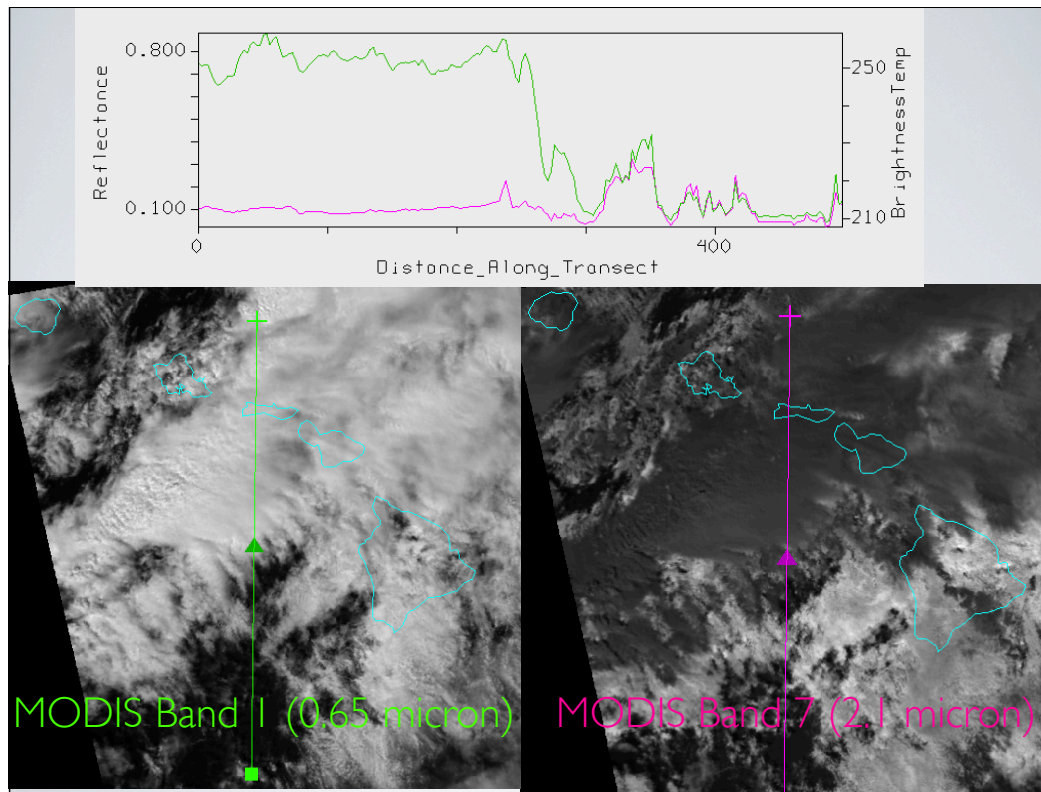 0.800
250
Reflectance
BrightnessTemp
0.100
210
0
400
Distance_Along_Transect
MODIS Band 1 (0.65 micron)
MODIS Band 7 (2.1 micron)